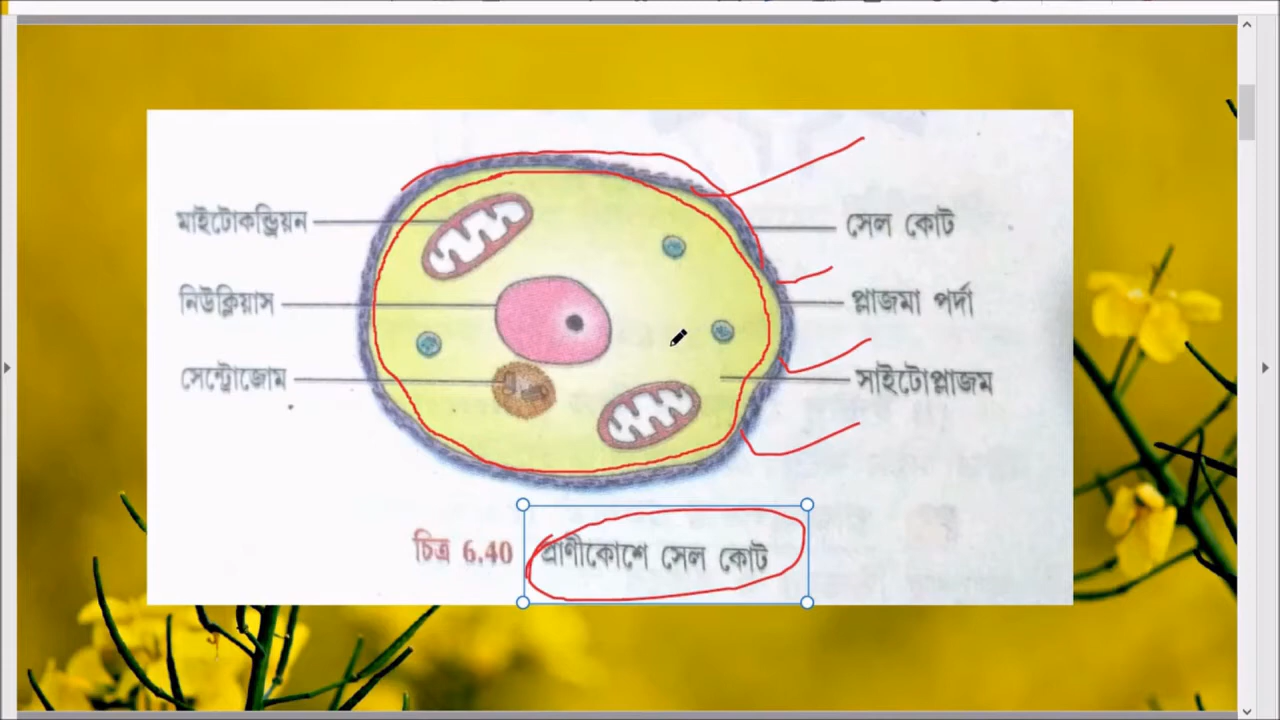 মাইটোকন্ড্রিয়ন
সেল কোট
নিউক্লিয়াস
প্লাজমা পর্দা
সেন্ট্রোজোম
সাইটোপ্লাজম
চিত্র 6.40 প্রাণীকোশে সেল কোট